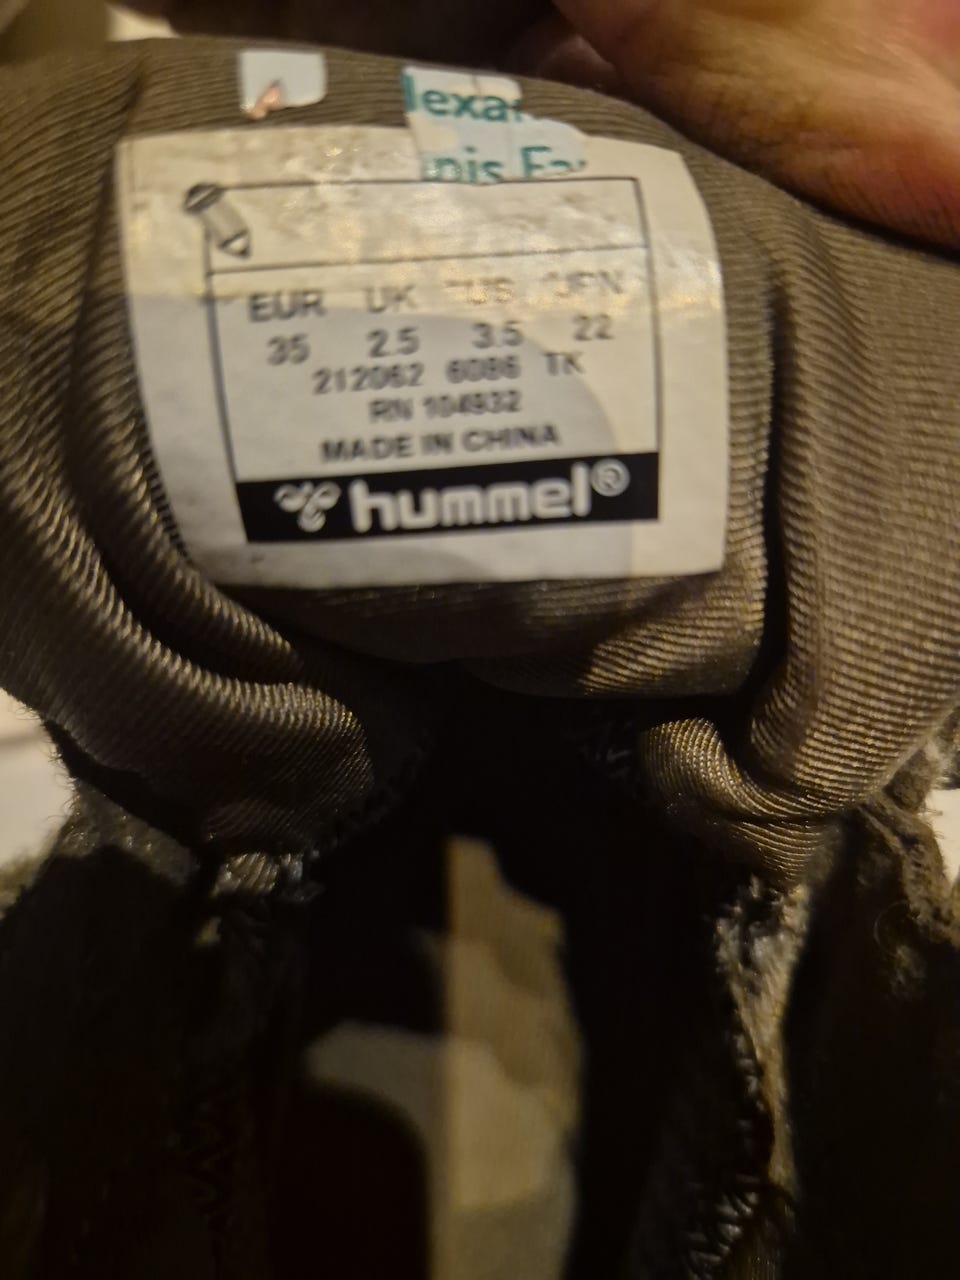 EUR UK US JPN
35 2.5 3.5 22
212062 6086 TK
RN 104932
MADE IN CHINA
hummel®